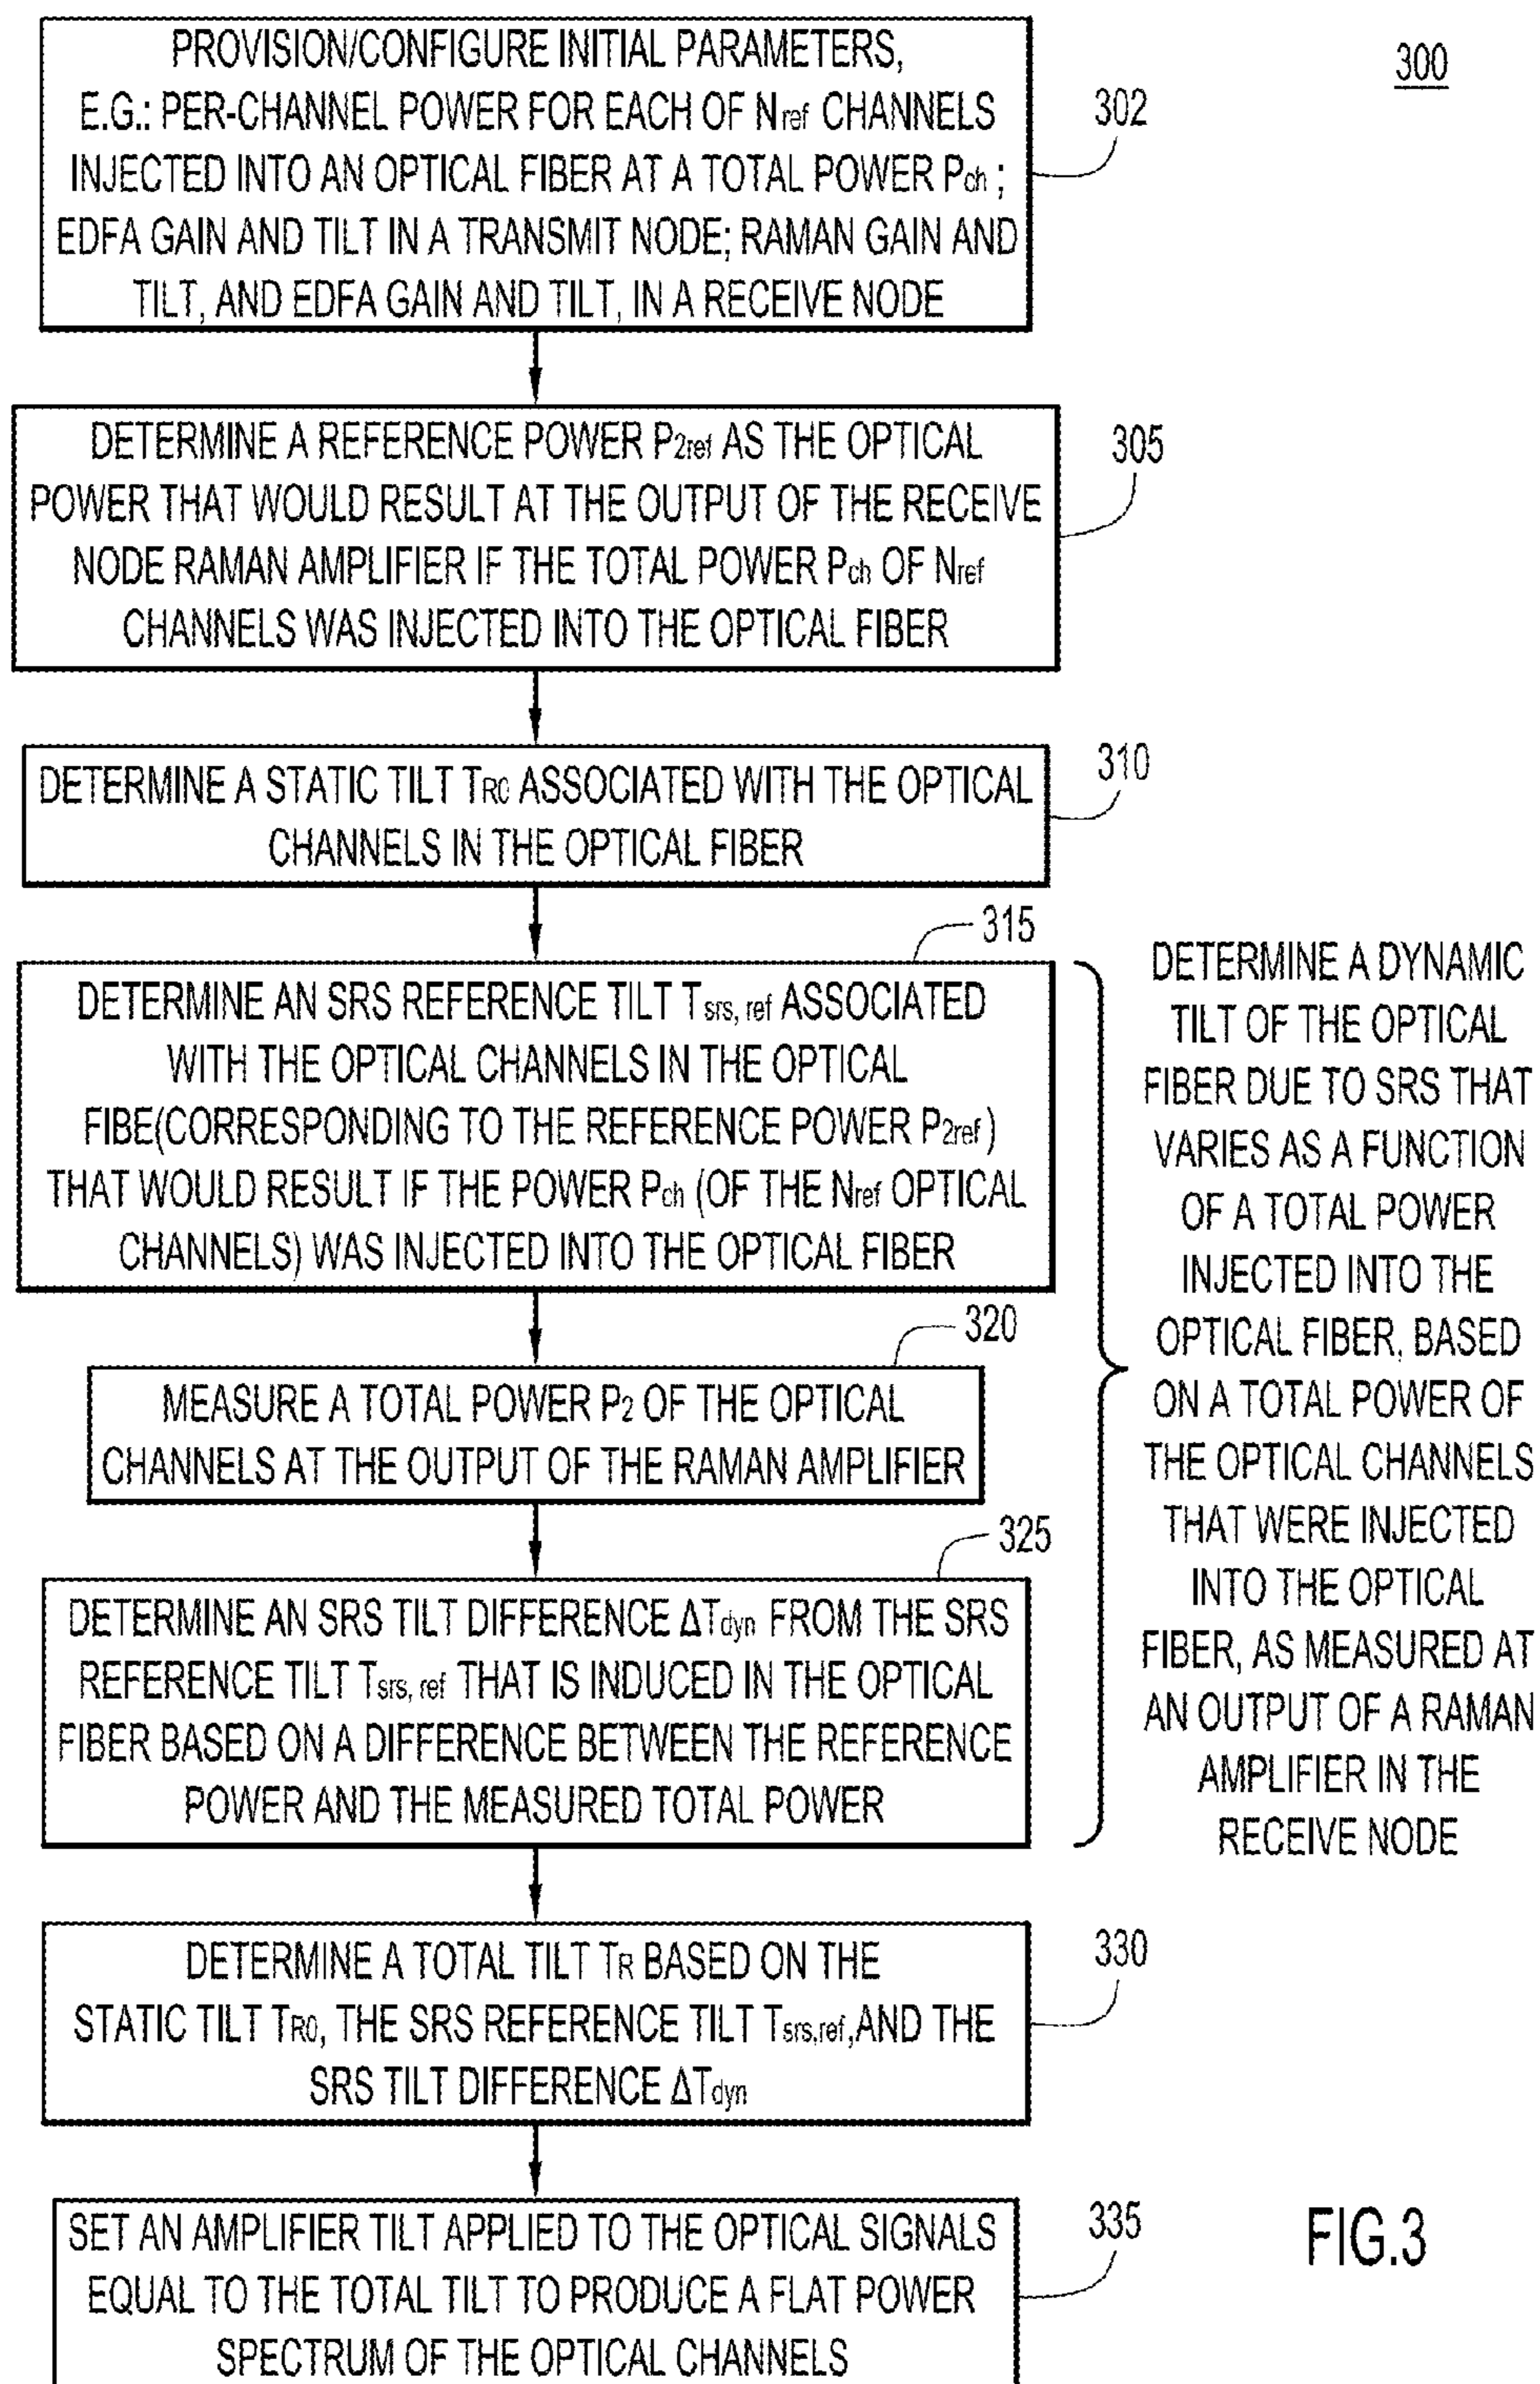 300
PROVISION/CONFIGURE INITIAL PARAMETERS,
E.G.: PER-CHANNEL POWER FOR EACH OF Nref CHANNELS
INJECTED INTO AN OPTICAL FIBER AT A TOTAL POWER Pch ;
EDFA GAIN AND TILT IN A TRANSMIT NODE; RAMAN GAIN AND
TILT, AND EDFA GAIN AND TILT, IN A RECEIVE NODE
302
DETERMINE A REFERENCE POWER P2ref AS THE OPTICAL
POWER THAT WOULD RESULT AT THE OUTPUT OF THE RECEIVE
NODE RAMAN AMPLIFIER IF THE TOTAL POWER Pch OF Nref
CHANNELS WAS INJECTED INTO THE OPTICAL FIBER
305
DETERMINE A STATIC TILT TR0 ASSOCIATED WITH THE OPTICAL
CHANNELS IN THE OPTICAL FIBER
310
315
DETERMINE AN SRS REFERENCE TILT Tsrs, ref ASSOCIATED
WITH THE OPTICAL CHANNELS IN THE OPTICAL
FIBE(CORRESPONDING TO THE REFERENCE POWER P2ref )
THAT WOULD RESULT IF THE POWER Pch (OF THE Nref OPTICAL
CHANNELS) WAS INJECTED INTO THE OPTICAL FIBER
320
MEASURE A TOTAL POWER P2 OF THE OPTICAL
CHANNELS AT THE OUTPUT OF THE RAMAN AMPLIFIER
325
DETERMINE AN SRS TILT DIFFERENCE ΔTdyn FROM THE SRS
REFERENCE TILT Tsrs, ref THAT IS INDUCED IN THE OPTICAL
FIBER BASED ON A DIFFERENCE BETWEEN THE REFERENCE
POWER AND THE MEASURED TOTAL POWER
DETERMINE A DYNAMIC
TILT OF THE OPTICAL
FIBER DUE TO SRS THAT
VARIES AS A FUNCTION
OF A TOTAL POWER
INJECTED INTO THE
OPTICAL FIBER, BASED
ON A TOTAL POWER OF
THE OPTICAL CHANNELS
THAT WERE INJECTED
INTO THE OPTICAL
FIBER, AS MEASURED AT
AN OUTPUT OF A RAMAN
AMPLIFIER IN THE
RECEIVE NODE
DETERMINE A TOTAL TILT TR BASED ON THE
STATIC TILT TR0, THE SRS REFERENCE TILT Tsrs,ref,AND THE
SRS TILT DIFFERENCE ΔTdyn
330
SET AN AMPLIFIER TILT APPLIED TO THE OPTICAL SIGNALS
EQUAL TO THE TOTAL TILT TO PRODUCE A FLAT POWER
SPECTRUM OF THE OPTICAL CHANNELS
335
FIG.3